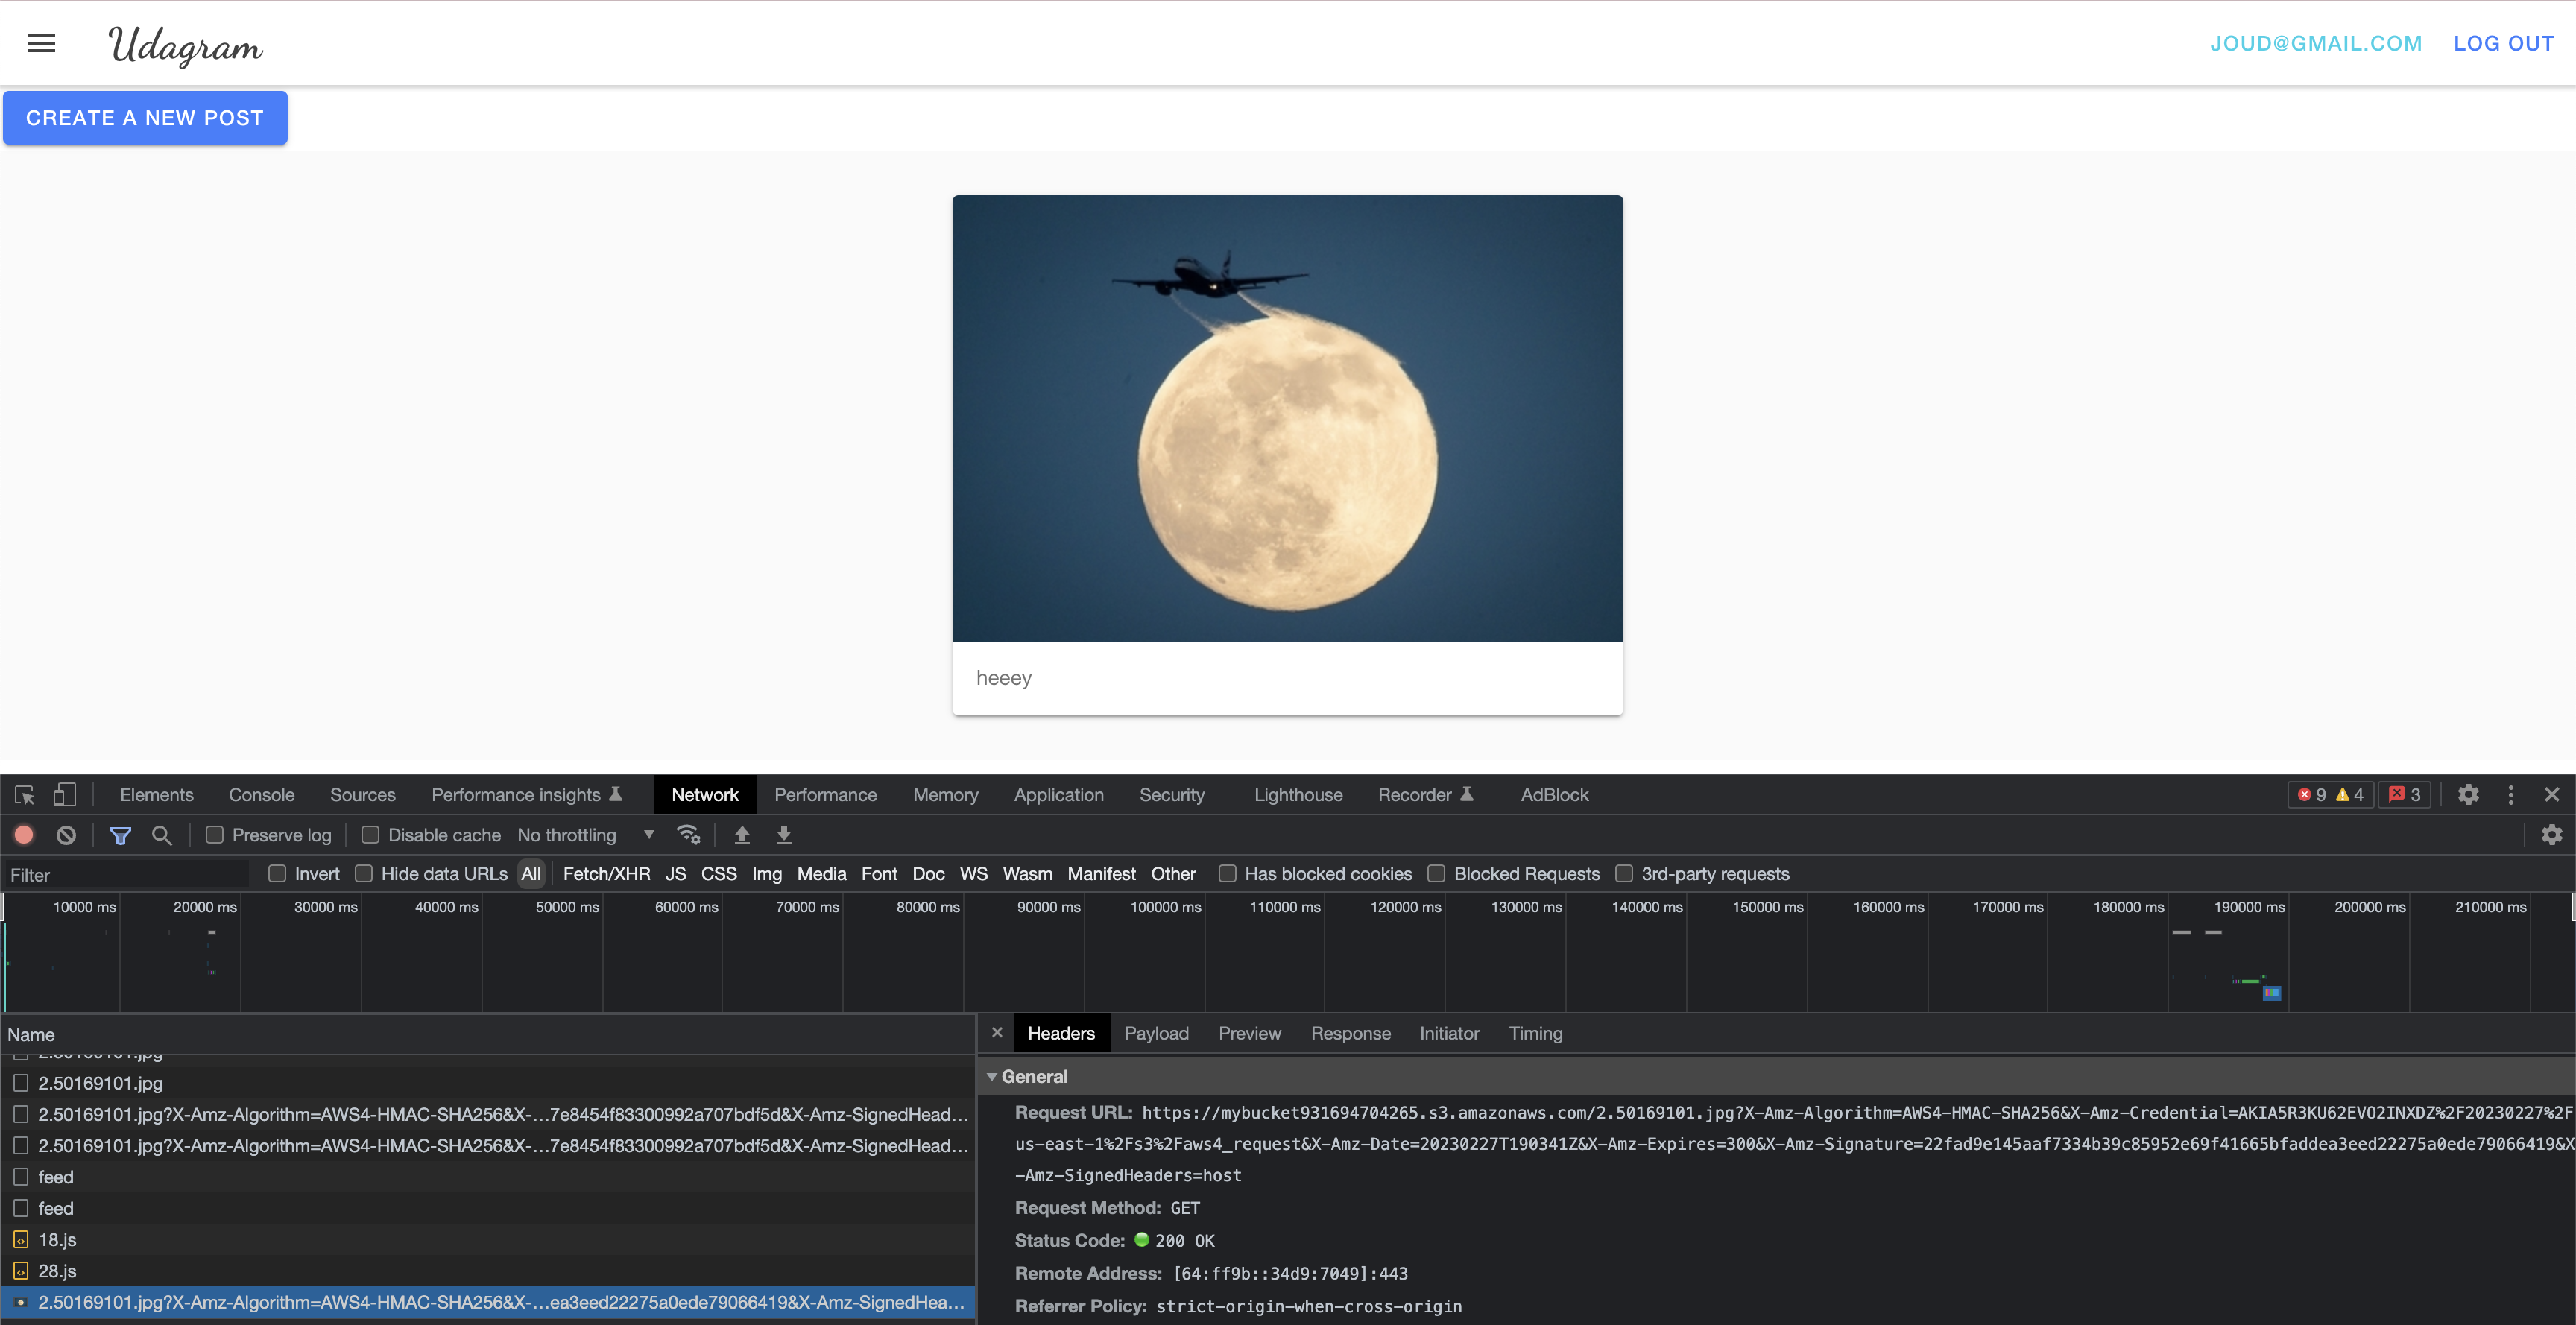 Udagram
JOUD@GMAIL.COM LOG OUT
CREATE A NEW POST
heeey
Elements Console Sources Performance insights Network Performance Memory Application Security Lighthouse Recorder AdBlock 9 4 3
Preserve log Disable cache No throttling
Filter Invert Hide data URLs All Fetch/XHR JS CSS Img Media Font Doc WS Wasm Manifest Other Has blocked cookies Blocked Requests 3rd-party requests
10000 ms 20000 ms 30000 ms 40000 ms 50000 ms 60000 ms 70000 ms 80000 ms 90000 ms 100000 ms 110000 ms 120000 ms 130000 ms 140000 ms 150000 ms 160000 ms 170000 ms 180000 ms 190000 ms 200000 ms 210000 ms
Name
2.50169101.jpg
2.50169101.jpg
2.50169101.jpg?X-Amz-Algorithm=AWS4-HMAC-SHA256&X-...7e8454f83300992a707bdf5d&X-Amz-SignedHead...
2.50169101.jpg?X-Amz-Algorithm=AWS4-HMAC-SHA256&X-...7e8454f83300992a707bdf5d&X-Amz-SignedHead...
feed
feed
18.js
28.js
2.50169101.jpg?X-Amz-Algorithm=AWS4-HMAC-SHA256&X-...ea3eed22275a0ede79066419&X-Amz-SignedHea...
Headers Payload Preview Response Initiator Timing
General
Request URL: https://mybucket931694704265.s3.amazonaws.com/2.50169101.jpg?X-Amz-Algorithm=AWS4-HMAC-SHA256&X-Amz-Credential=AKIA5R3KU62EVO2INXDZ%2F20230227%2F
us-east-1%2Fs3%2Faws4_request&X-Amz-Date=20230227T190341Z&X-Amz-Expires=300&X-Amz-Signature=22fad9e145aaf7334b39c85952e69f41665bfaddea3eed22275a0ede79066419&X
-Amz-SignedHeaders=host
Request Method: GET
Status Code: 200 OK
Remote Address: [64:ff9b::34d9:7049]:443
Referrer Policy: strict-origin-when-cross-origin